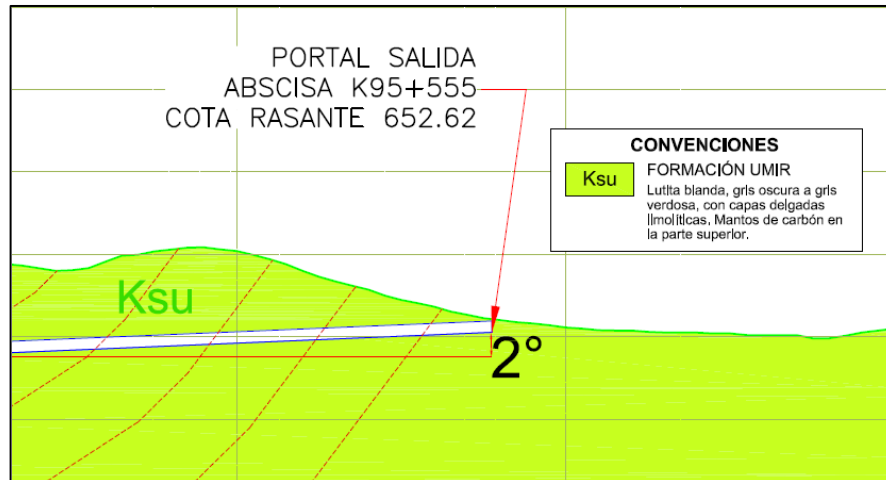 PORTAL SALIDA
ABSCISA K95+555
COTA RASANTE 652.62
CONVENCIONES
Ksu
FORMACIÓN UMIR
Lutita blanda, gris oscura a gris
verdosa, con capas delgadas
limolíticas, Mantos de carbón en
la parte superior.
Ksu
2°